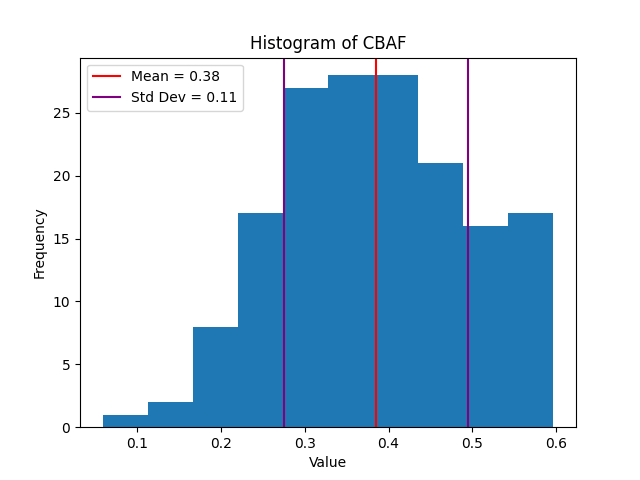 Histogram of CBAF
Mean = 0.38
Std Dev = 0.11
Frequency
25
20
15
10
5
0
0.1 0.2 0.3 0.4 0.5 0.6
Value